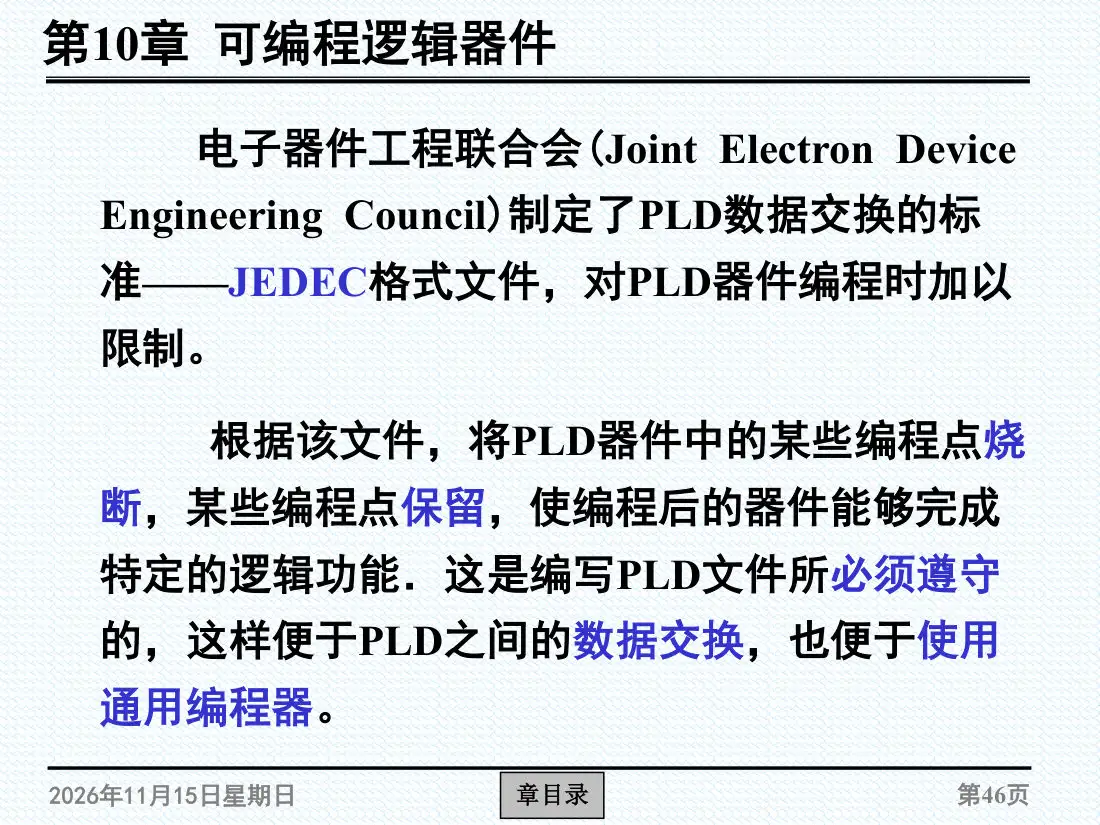 第10章 可编程逻辑器件
电子器件工程联合会(Joint Electron Device
Engineering Council)制定了PLD数据交换的标
准——JEDEC格式文件，对PLD器件编程时加以
限制。
根据该文件，将PLD器件中的某些编程点烧
断，某些编程点保留，使编程后的器件能够完成
特定的逻辑功能．这是编写PLD文件所必须遵守
的，这样便于PLD之间的数据交换，也便于使用
通用编程器。
2026年11月15日星期日
章目录
第46页